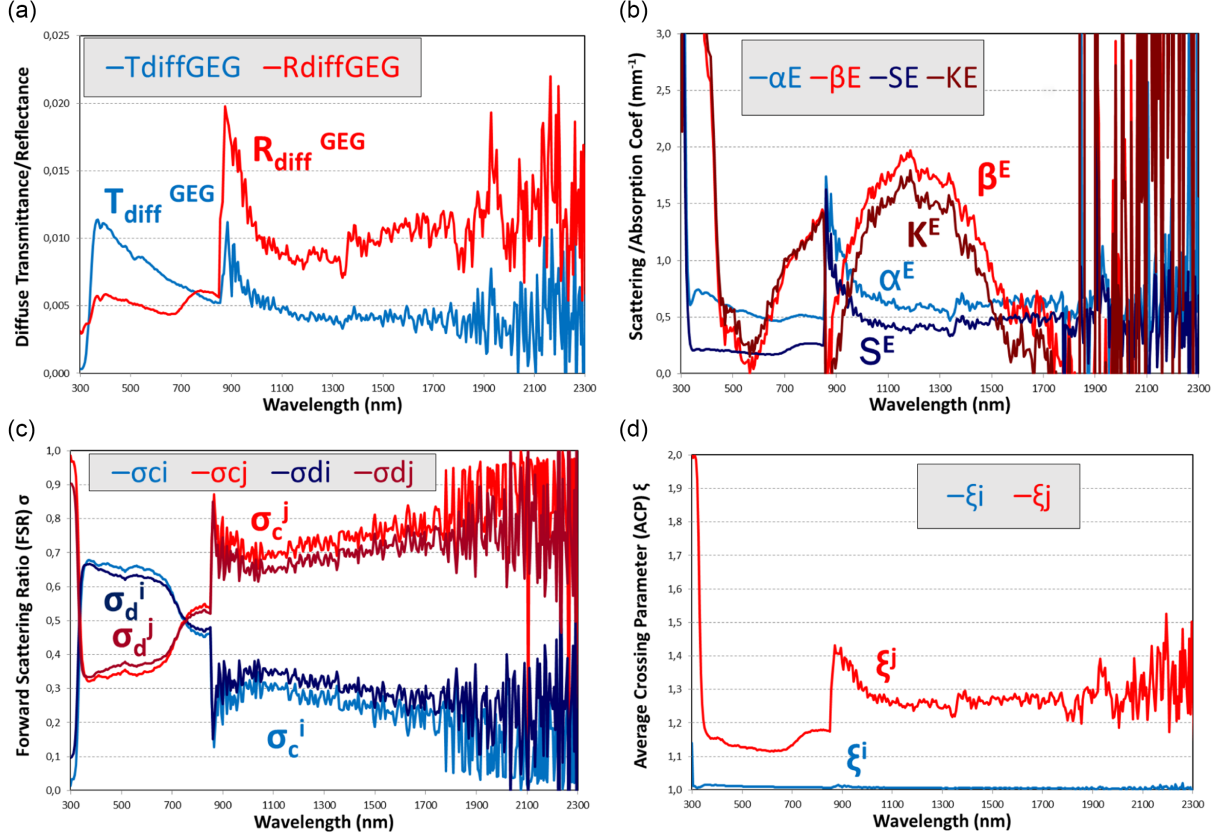 (a)
Diffuse Transmittance/Reflectance
0,025
0,020
0,015
0,010
0,005
0,000
–TdiffGEG –RdiffGEG
R diff GEG
T diff GEG
300 500 700 900 1100 1300 1500 1700 1900 2100 2300
Wavelength (nm)
(b)
Scattering /Absorption Coef (mm⁻¹)
3,0
2,5
2,0
1,5
1,0
0,5
0,0
–αE –βE –SE –KE
β^E
K^E
α^E
S^E
300 500 700 900 1100 1300 1500 1700 1900 2100 2300
Wavelength (nm)
(c)
Forward Scattering Ratio (FSR) σ
1,0
0,9
0,8
0,7
0,6
0,5
0,4
0,3
0,2
0,1
0,0
–σci –σcj –σdi –σdj
σ_c^j
σ_d^i
σ_d^j
σ_c^i
300 500 700 900 1100 1300 1500 1700 1900 2100 2300
Wavelength (nm)
(d)
Average Crossing Parameter (ACP) ξ
2,0
1,9
1,8
1,7
1,6
1,5
1,4
1,3
1,2
1,1
1,0
–ξi –ξj
ξ^j
ξ^i
300 500 700 900 1100 1300 1500 1700 1900 2100 2300
Wavelength (nm)